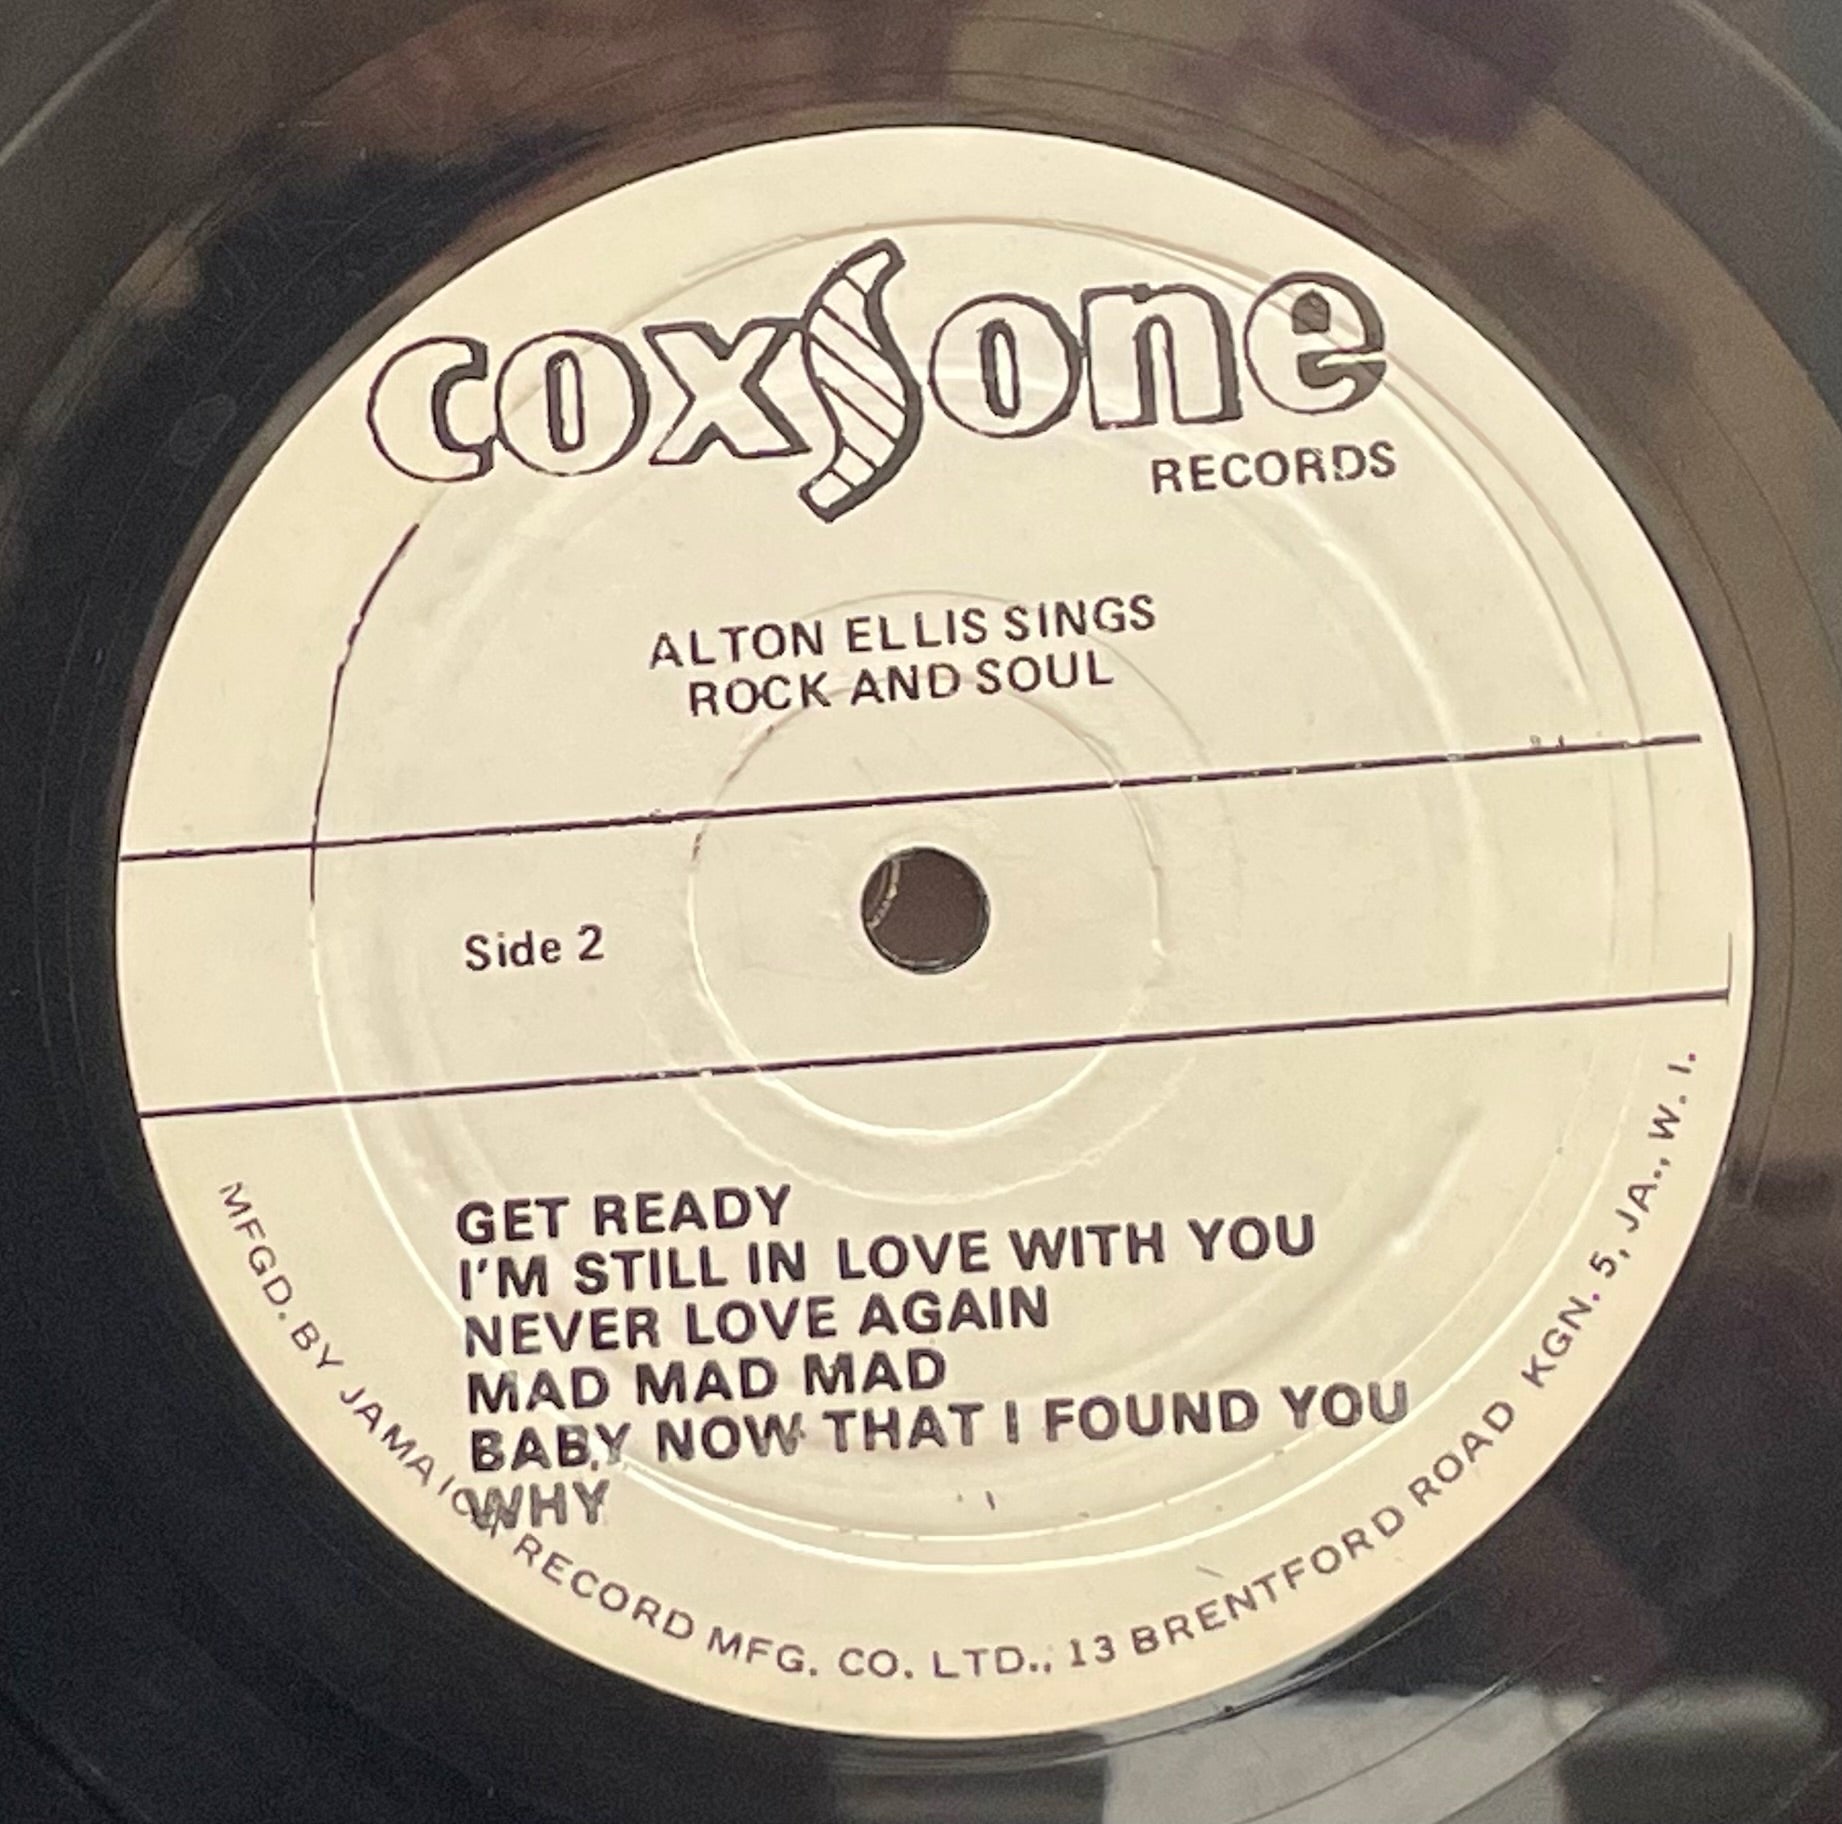 coxsone
RECORDS
ALTON ELLIS SINGS
ROCK AND SOUL
Side 2
GET READY
I'M STILL IN LOVE WITH YOU
NEVER LOVE AGAIN
MAD MAD MAD
BABY NOW THAT I FOUND YOU
WHY
MFGD. BY JAMAICA RECORD MFG. CO. LTD., 13 BRENTFORD ROAD KGN. 5, JA., W. I.